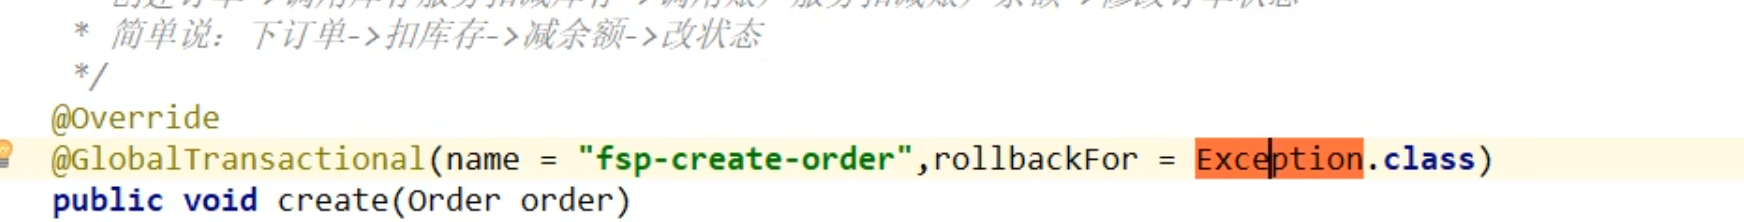 * 简单说：下订单->扣库存->减余额->改状态
*/
@Override
@GlobalTransactional(name = "fsp-create-order",rollbackFor = Exception.class)
public void create(Order order)